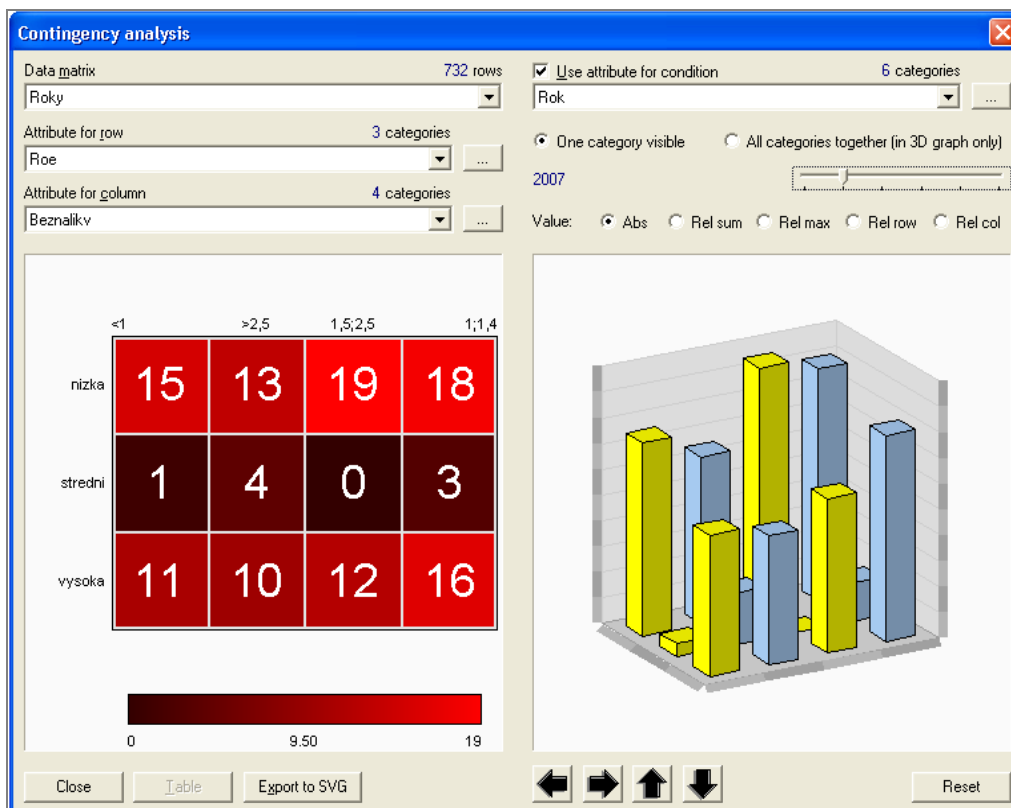 Contingency analysis
Data matrix 732 rows
Roky
Attribute for row 3 categories
Roe ...
Attribute for column 4 categories
Beznalikv ...
Use attribute for condition 6 categories
Rok ...
One category visible All categories together (in 3D graph only)
2007
Value: Abs Rel sum Rel max Rel row Rel col
<1 >2,5 1,5;2,5 1;1,4
nizka 15 13 19 18
stredni 1 4 0 3
vysoka 11 10 12 16
0 9.50 19
Close Table Export to SVG Reset